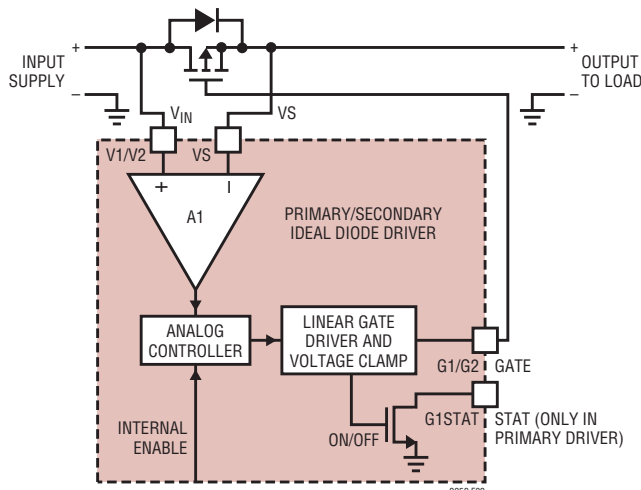 +
+
INPUT
SUPPLY
OUTPUT
TO LOAD
–
–
VIN
VS
V1/V2
VS
+
–
A1
PRIMARY/SECONDARY
IDEAL DIODE DRIVER
ANALOG
CONTROLLER
LINEAR GATE
DRIVER AND
VOLTAGE CLAMP
G1/G2
GATE
G1STAT
STAT (ONLY IN
PRIMARY DRIVER)
INTERNAL
ENABLE
ON/OFF